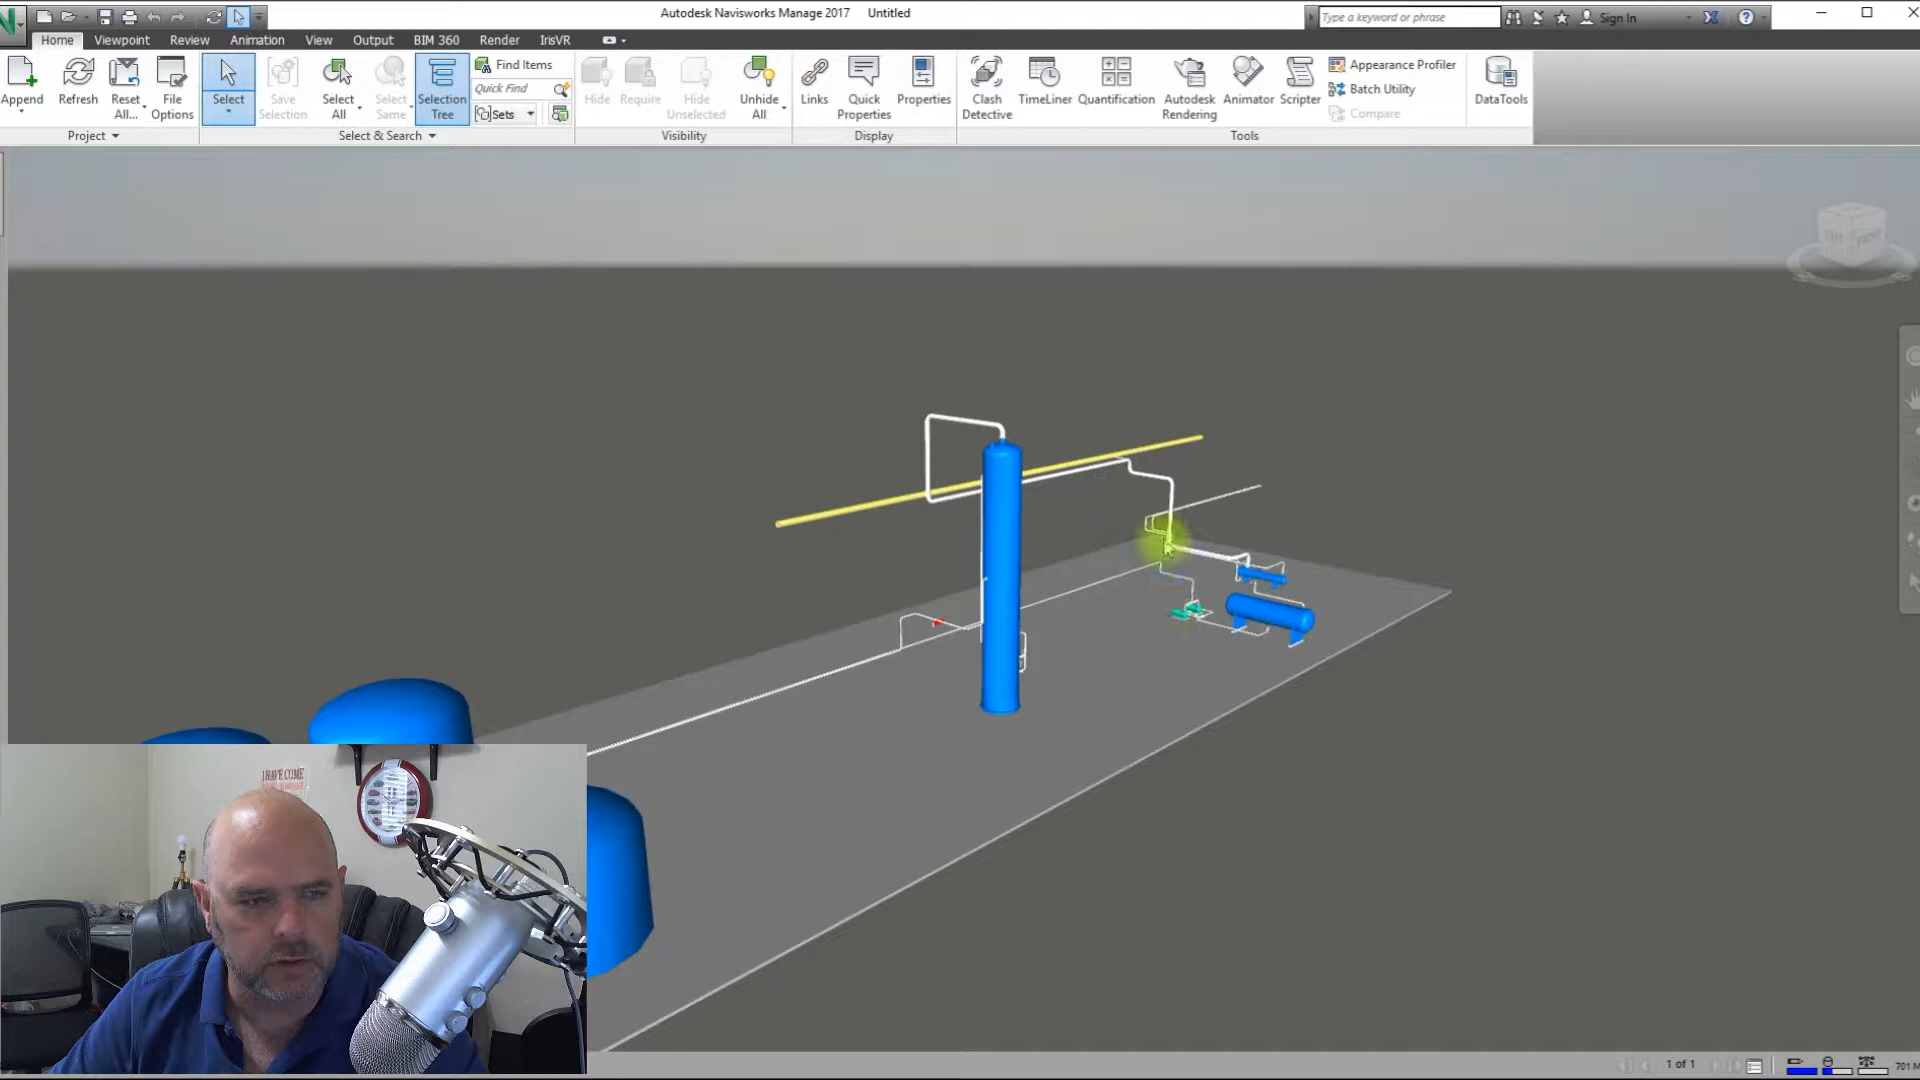 Autodesk Navisworks Manage 2017 Untitled
Type a keyword or phrase
Sign In
Home Viewpoint Review Animation View Output BIM 360 Render IrisVR
Append
Refresh
Reset
All...
File
Options
Project
Select
Save
Selection
Select
All
Select
Same
Selection
Tree
Find Items
Quick Find
Sets
Select & Search
Hide
Require
Hide
Unselected
Unhide
All
Visibility
Links
Quick
Properties
Properties
Display
Clash
Detective
TimeLiner
Quantification
Autodesk
Rendering
Animator
Scripter
Appearance Profiler
Batch Utility
Compare
Tools
DataTools
I HAVE COME
1 of 1
701 M